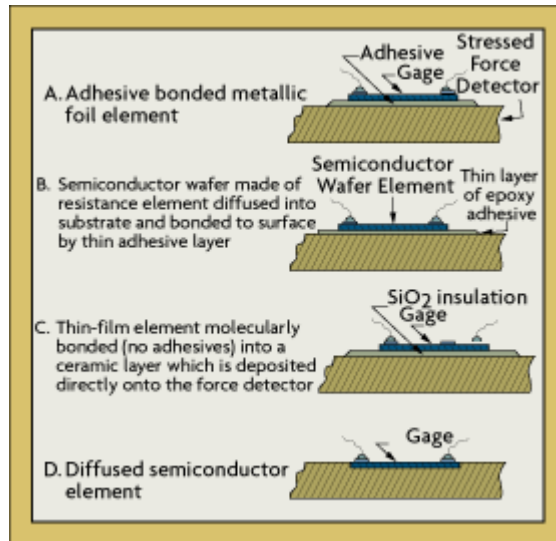 Adhesive
Gage
Stressed
Force
Detector
A. Adhesive bonded metallic
foil element
Semiconductor
Wafer Element
Thin layer
of epoxy
adhesive
B. Semiconductor wafer made of
resistance element diffused into
substrate and bonded to surface
by thin adhesive layer
SiO2 insulation
Gage
C. Thin-film element molecularly
bonded (no adhesives) into a
ceramic layer which is deposited
directly onto the force detector
Gage
D. Diffused semiconductor
element